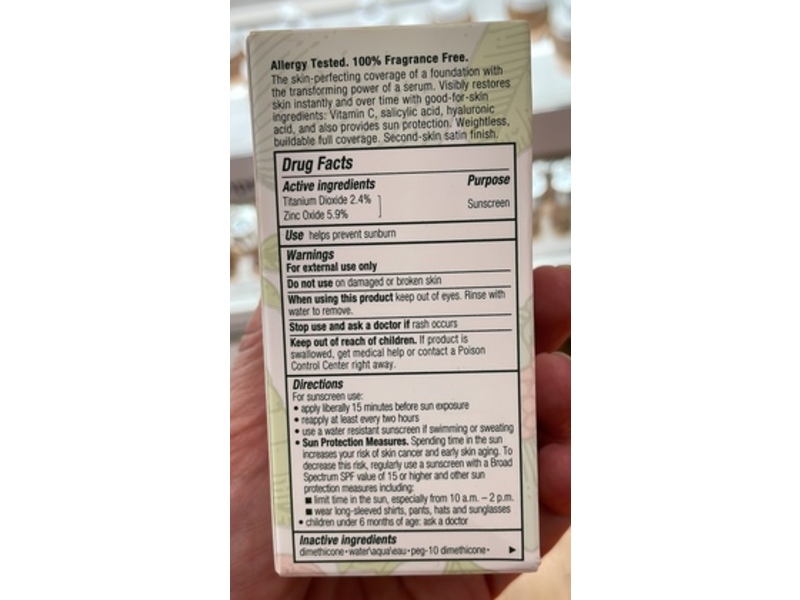 Allergy Tested. 100% Fragrance Free.
The skin-perfecting coverage of a foundation with
the transforming power of a serum. Visibly restores
skin instantly and over time with good-for-skin
ingredients: Vitamin C, salicylic acid, hyaluronic
acid, and also provides sun protection. Weightless,
buildable full coverage. Second-skin satin finish.
Drug Facts
Active ingredients Purpose
Titanium Dioxide 2.4%
Zinc Oxide 5.9% Sunscreen
Use helps prevent sunburn
Warnings
For external use only
Do not use on damaged or broken skin
When using this product keep out of eyes. Rinse with
water to remove.
Stop use and ask a doctor if rash occurs
Keep out of reach of children. If product is
swallowed, get medical help or contact a Poison
Control Center right away.
Directions
For sunscreen use:
• apply liberally 15 minutes before sun exposure
• reapply at least every two hours
• use a water resistant sunscreen if swimming or sweating
• Sun Protection Measures. Spending time in the sun
increases your risk of skin cancer and early skin aging. To
decrease this risk, regularly use a sunscreen with a Broad
Spectrum SPF value of 15 or higher and other sun
protection measures including:
■ limit time in the sun, especially from 10 a.m. – 2 p.m.
■ wear long-sleeved shirts, pants, hats and sunglasses
• children under 6 months of age: ask a doctor
Inactive ingredients
dimethicone • water\aqua\eau • peg-10 dimethicone •